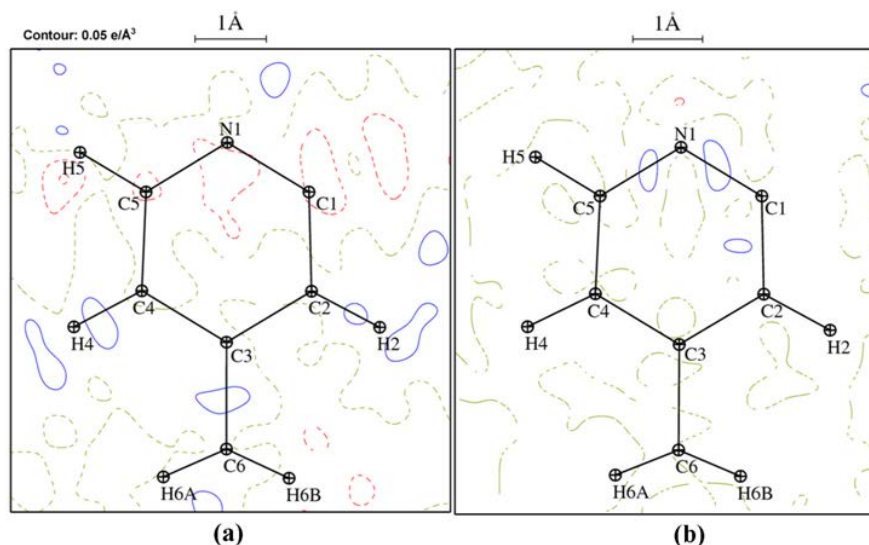 Contour: 0.05 e/Å³
1Å
1Å
N1
H5
C5
C1
C4
C2
H4
H2
C3
C6
H6A
H6B
N1
H5
C5
C1
C4
C2
H4
H2
C3
C6
H6A
H6B
(a)
(b)